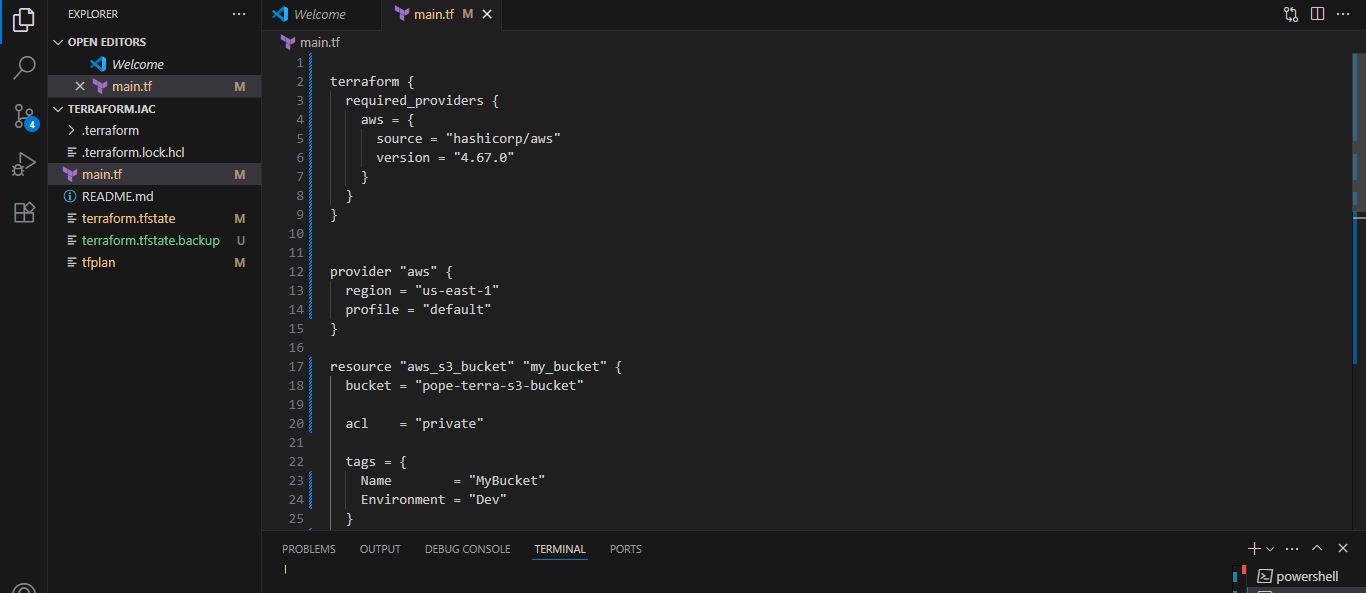 EXPLORER
OPEN EDITORS
Welcome
main.tf M
TERRAFORM.IAC
.terraform
.terraform.lock.hcl
main.tf M
README.md
terraform.tfstate M
terraform.tfstate.backup U
tfplan M
4
Welcome
main.tf M
main.tf
1
2 terraform {
3 required_providers {
4 aws = {
5 source = "hashicorp/aws"
6 version = "4.67.0"
7 }
8 }
9 }
10
11
12 provider "aws" {
13 region = "us-east-1"
14 profile = "default"
15 }
16
17 resource "aws_s3_bucket" "my_bucket" {
18 bucket = "pope-terra-s3-bucket"
19
20 acl    = "private"
21
22 tags = {
23 Name        = "MyBucket"
24 Environment = "Dev"
25 }
PROBLEMS OUTPUT DEBUG CONSOLE TERMINAL PORTS
powershell